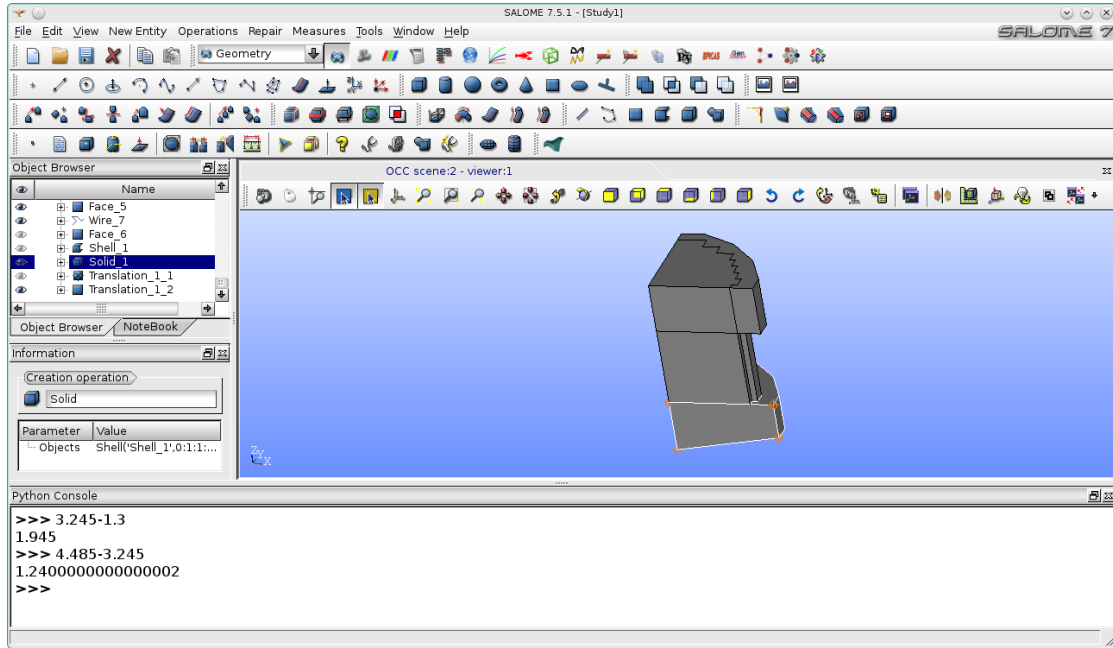 SALOME 7.5.1 - [Study1]
File Edit View New Entity Operations Repair Measures Tools Window Help
SALOME 7
Geometry
Object Browser
OCC scene:2 - viewer:1
Name
Face_5
Wire_7
Face_6
Shell_1
Solid_1
Translation_1_1
Translation_1_2
Object Browser NoteBook
Information
Creation operation
Solid
Parameter Value
Objects Shell('Shell_1',0:1:1:...
Z Y X
Python Console
>>> 3.245-1.3
1.945
>>> 4.485-3.245
1.2400000000000002
>>>